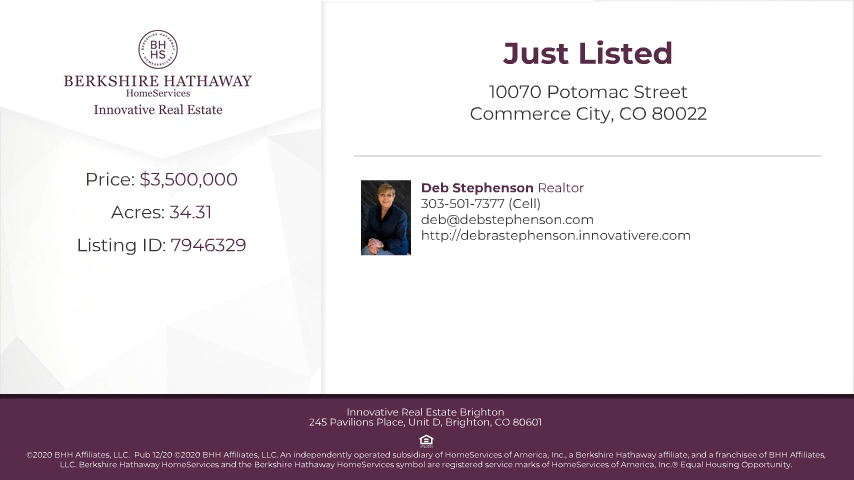 BH
HS
BERKSHIRE HATHAWAY
HomeServices
Innovative Real Estate
Price: $3,500,000
Acres: 34.31
Listing ID: 7946329
Just Listed
10070 Potomac Street
Commerce City, CO 80022
Deb Stephenson Realtor
303-501-7377 (Cell)
deb@debstephenson.com
http://debrastephenson.innovativere.com
Innovative Real Estate Brighton
245 Pavilions Place, Unit D, Brighton, CO 80601
©2020 BHH Affiliates, LLC. Pub 12/20 ©2020 BHH Affiliates, LLC. An independently operated subsidiary of HomeServices of America, Inc., a Berkshire Hathaway affiliate, and a franchisee of BHH Affiliates,
LLC. Berkshire Hathaway HomeServices and the Berkshire Hathaway HomeServices symbol are registered service marks of HomeServices of America, Inc.® Equal Housing Opportunity.